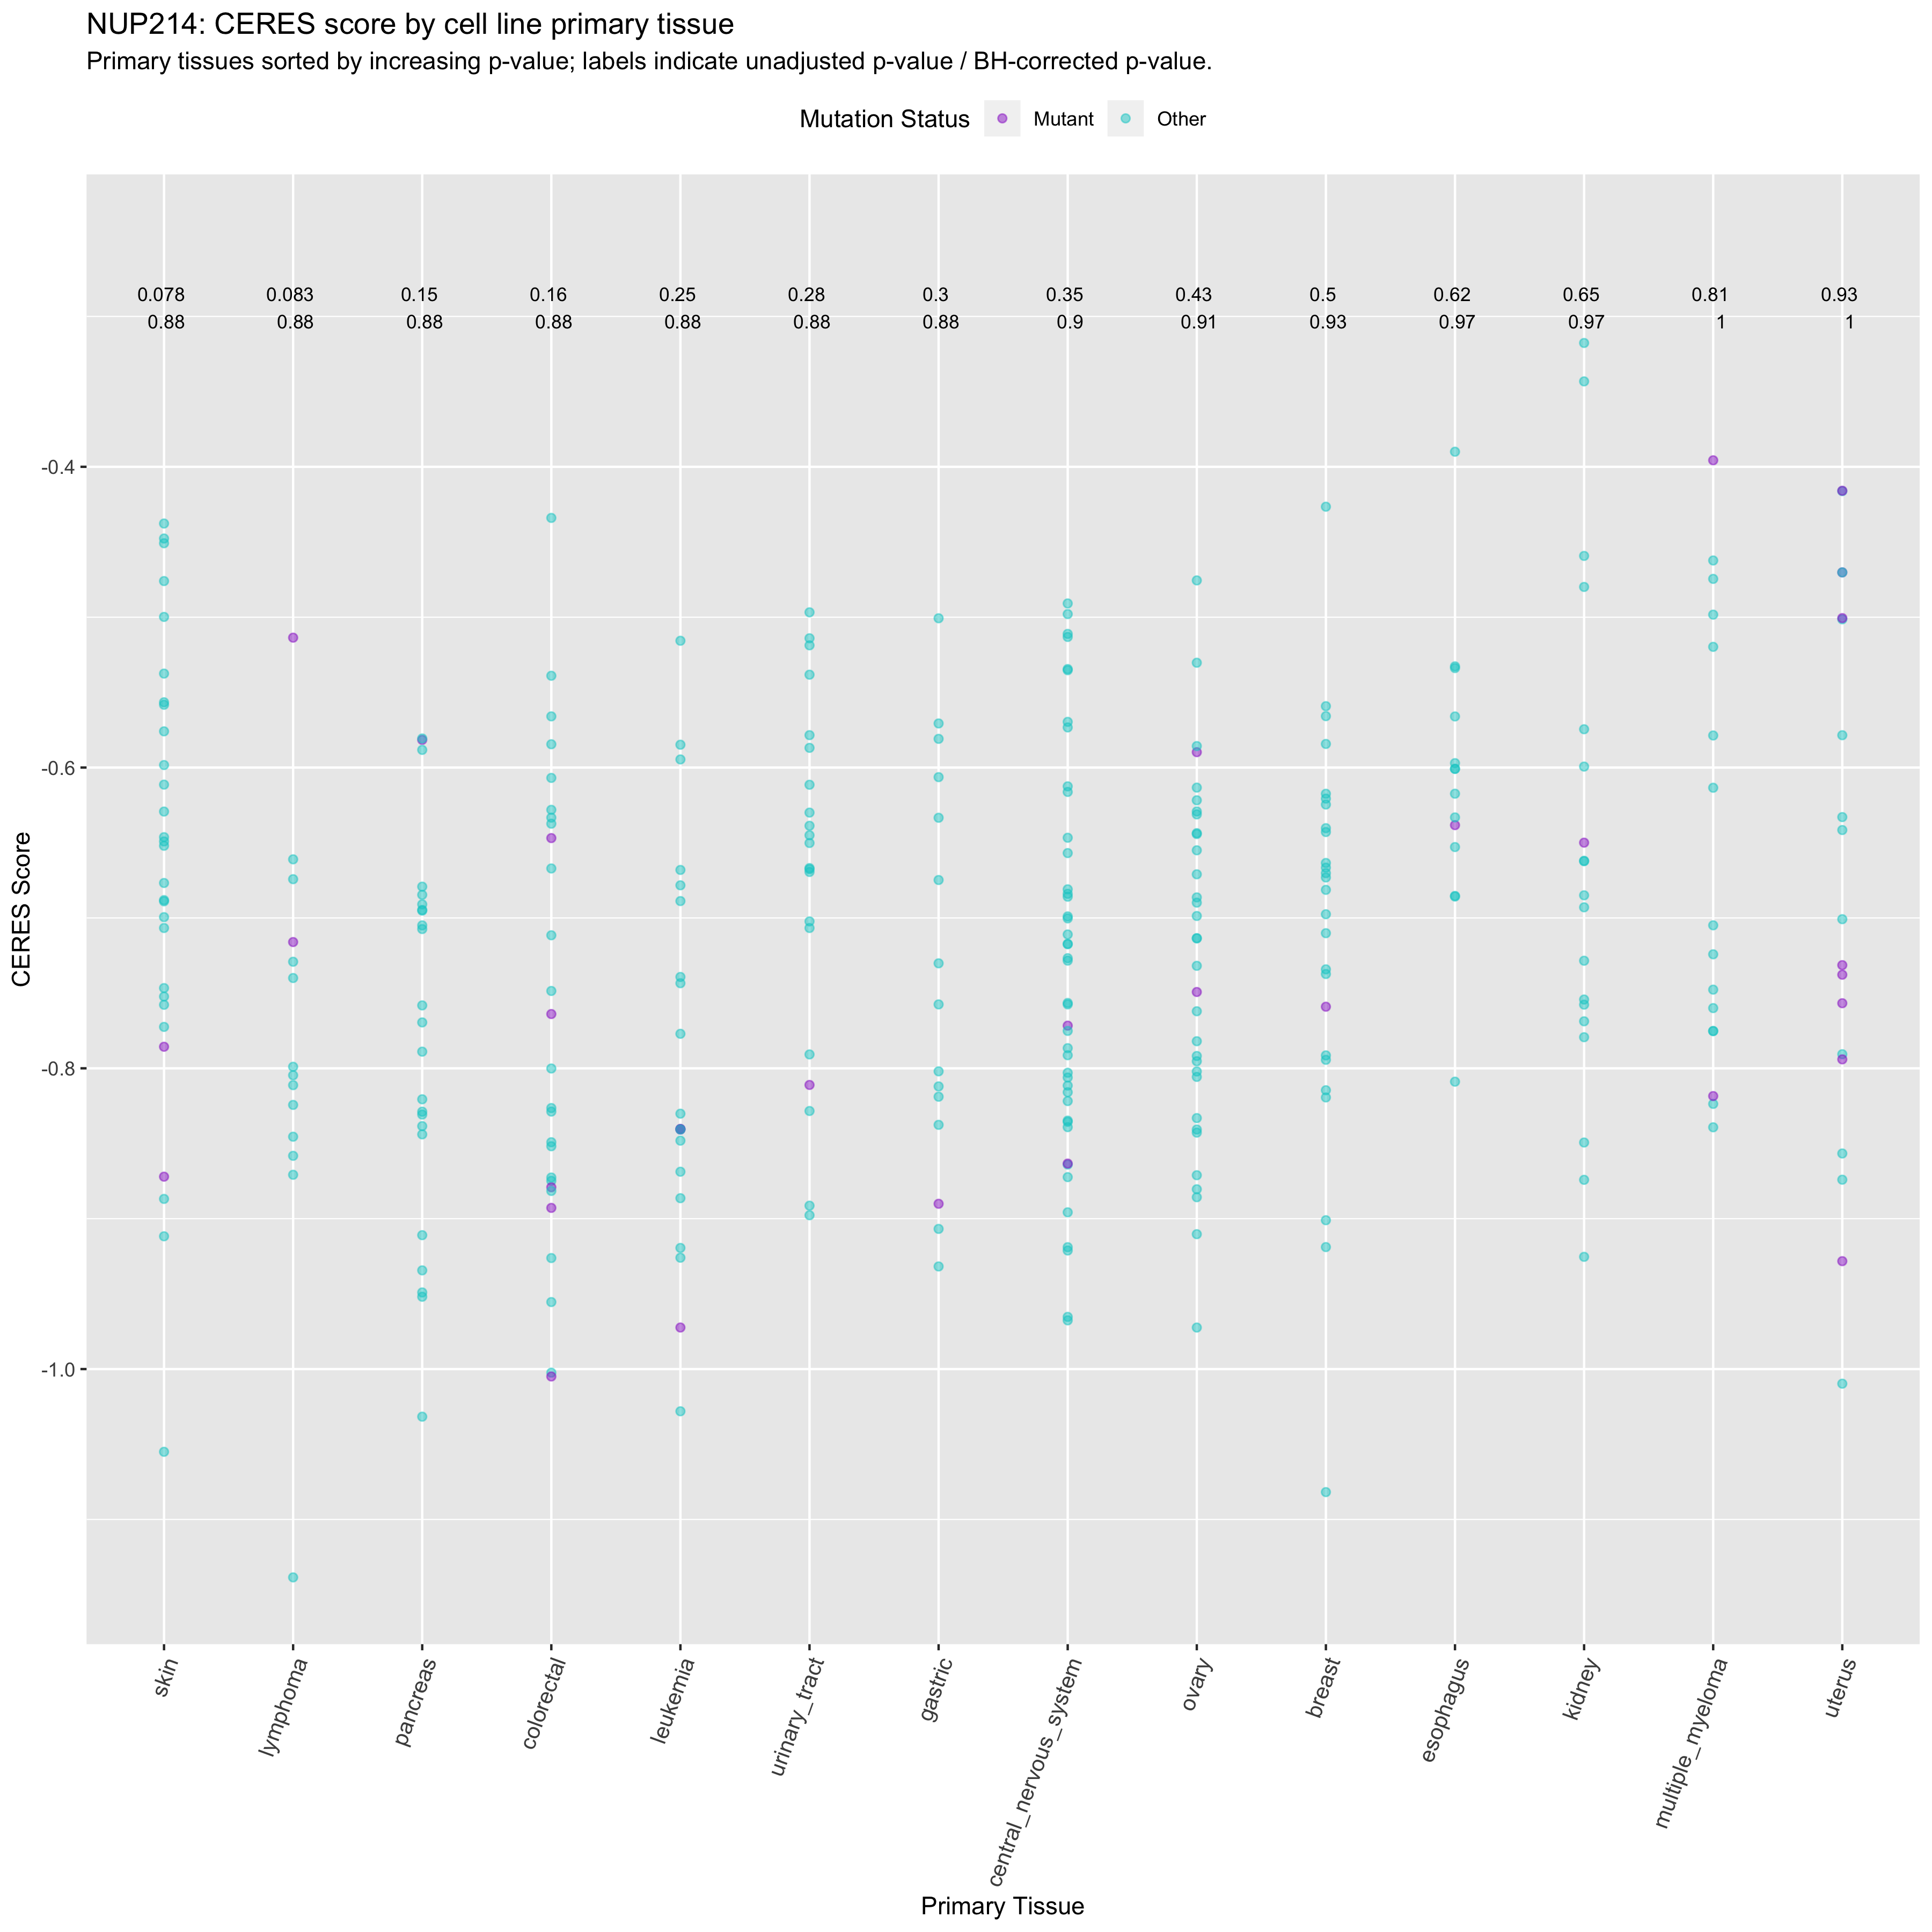 NUP214: CERES score by cell line primary tissue
Primary tissues sorted by increasing p-value; labels indicate unadjusted p-value / BH-corrected p-value.
Mutation Status Mutant Other
0.078 0.083 0.15 0.16 0.25 0.28 0.3 0.35 0.43 0.5 0.62 0.65 0.81 0.93
0.88 0.88 0.88 0.88 0.88 0.88 0.88 0.9 0.91 0.93 0.97 0.97 1 1
-0.4
-0.6
-0.8
-1.0
CERES Score
skin lymphoma pancreas colorectal leukemia urinary_tract gastric central_nervous_system ovary breast esophagus kidney multiple_myeloma uterus
Primary Tissue